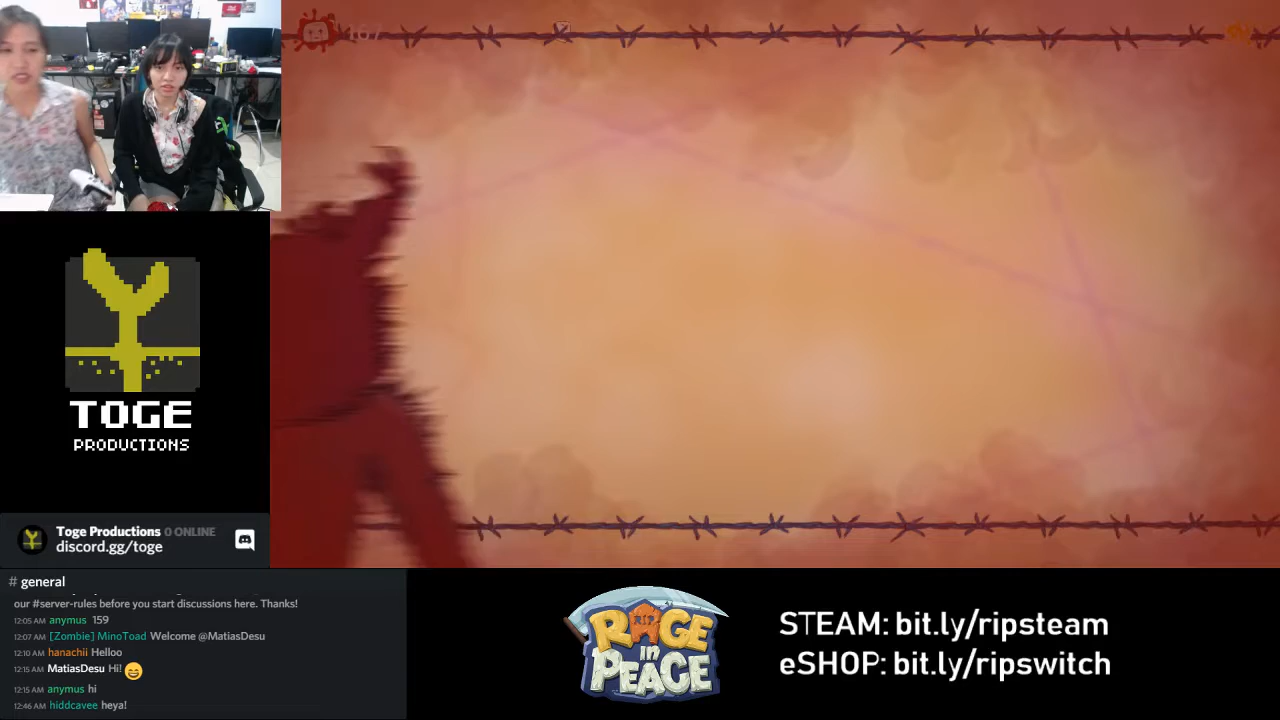 167
TOGE
PRODUCTIONS
Toge Productions 0 ONLINE
discord.gg/toge
# general
our #server-rules before you start discussions here. Thanks!
12:05 AM anymus 159
12:07 AM [Zombie] MinoToad Welcome @MatiasDesu
12:10 AM hanachii Helloo
12:15 AM MatiasDesu Hi! 😄
12:15 AM anymus hi
12:46 AM hiddcavee heya!
RIP
RAGE
in
PEACE
STEAM: bit.ly/ripsteam
eSHOP: bit.ly/ripswitch